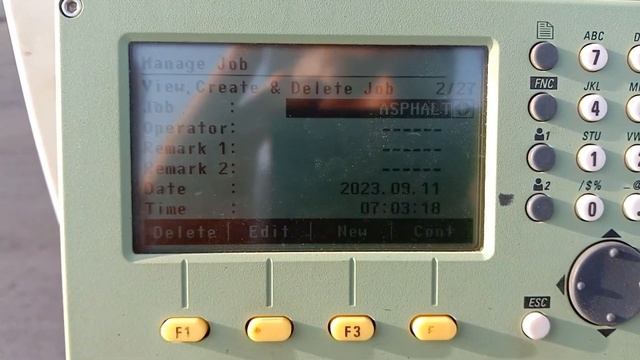 Manage Job
View,Create & Delete Job 2/27
Job : ASPHALT
Operator: ------
Remark 1: ------
Remark 2: ------
Date : 2023.09.11
Time : 07:03:18
Delete Edit New Cont
F1 F3 F
ABC
7
FNC
JKL
4
1
STU
1
2
/$%
0
ESC